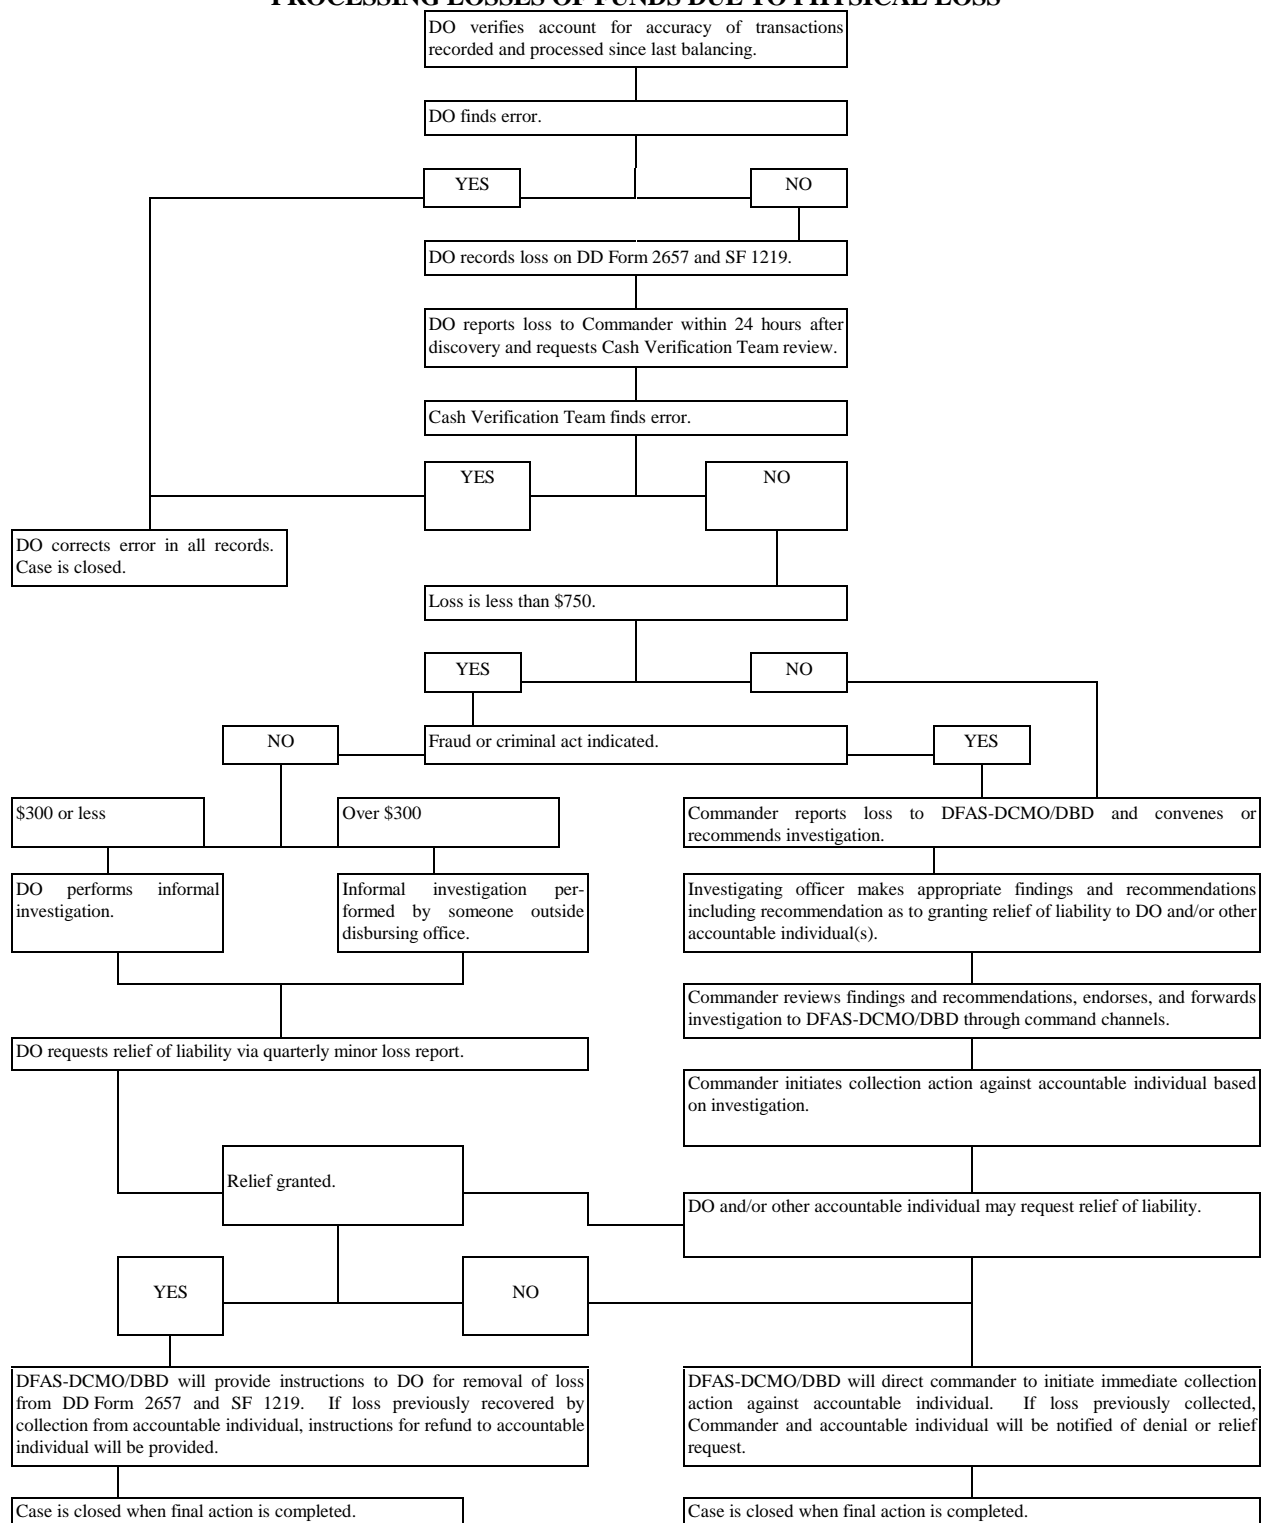 PROCESSING LOSSES OF FUNDS DUE TO PHYSICAL LOSS
DO verifies account for accuracy of transactions
recorded and processed since last balancing.
DO finds error.
YES
NO
DO records loss on DD Form 2657 and SF 1219.
DO reports loss to Commander within 24 hours after
discovery and requests Cash Verification Team review.
Cash Verification Team finds error.
YES
NO
DO corrects error in all records.
Case is closed.
Loss is less than $750.
YES
NO
NO
Fraud or criminal act indicated.
YES
$300 or less
Over $300
Commander reports loss to DFAS-DCMO/DBD and convenes or
recommends investigation.
DO performs informal
investigation.
Informal investigation per-
formed by someone outside
disbursing office.
Investigating officer makes appropriate findings and recommendations
including recommendation as to granting relief of liability to DO and/or other
accountable individual(s).
Commander reviews findings and recommendations, endorses, and forwards
investigation to DFAS-DCMO/DBD through command channels.
DO requests relief of liability via quarterly minor loss report.
Commander initiates collection action against accountable individual based
on investigation.
Relief granted.
DO and/or other accountable individual may request relief of liability.
YES
NO
DFAS-DCMO/DBD will provide instructions to DO for removal of loss
from DD Form 2657 and SF 1219. If loss previously recovered by
collection from accountable individual, instructions for refund to accountable
individual will be provided.
DFAS-DCMO/DBD will direct commander to initiate immediate collection
action against accountable individual. If loss previously collected,
Commander and accountable individual will be notified of denial or relief
request.
Case is closed when final action is completed.
Case is closed when final action is completed.